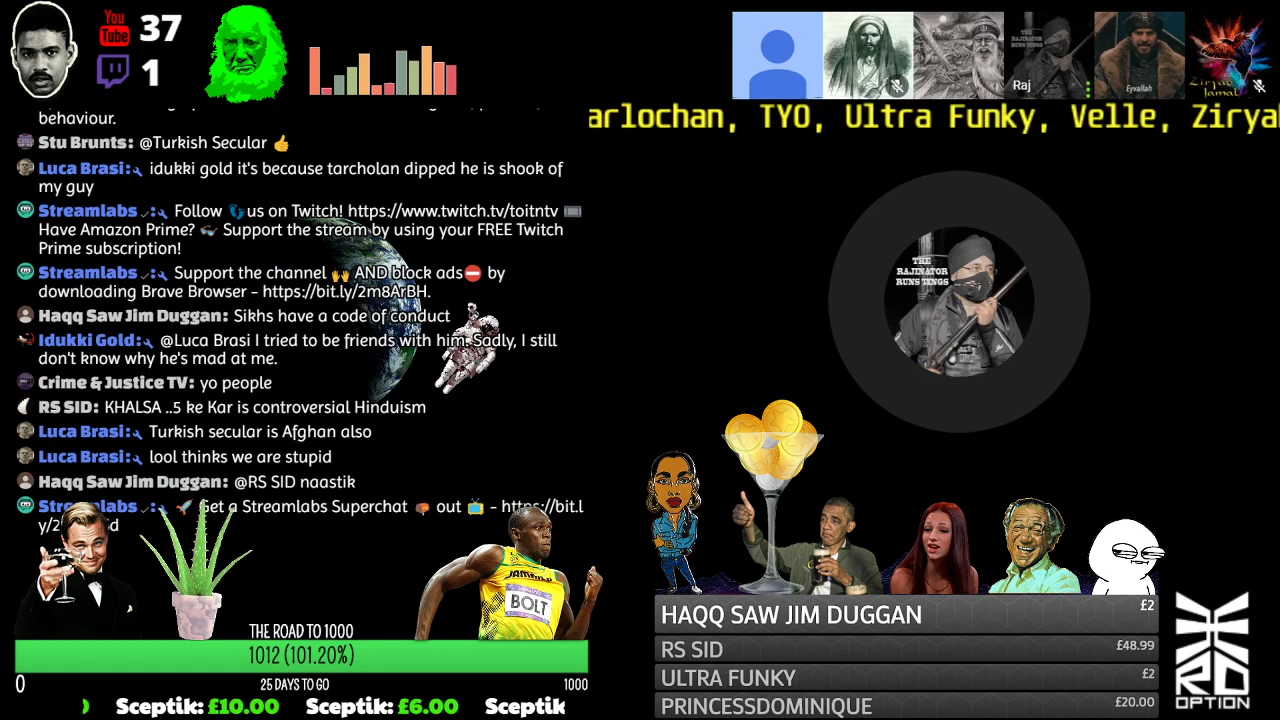 You
Tube
37
1
Raj
Eyvallah
Ziryab
Jamal
arlochan, TYO, Ultra Funky, Velle, Ziryal
behaviour.
Stu Brunts: @Turkish Secular 👍
Luca Brasi: idukki gold it's because tarcholan dipped he is shook of
my guy
Streamlabs ✓: Follow 👣us on Twitch! https://www.twitch.tv/toitntv
Have Amazon Prime? 👓 Support the stream by using your FREE Twitch
Prime subscription!
Streamlabs ✓: Support the channel 🙌 AND block ads⛔ by
downloading Brave Browser - https://bit.ly/2m8ArBH.
Haqq Saw Jim Duggan: Sikhs have a code of conduct
Idukki Gold: @Luca Brasi I tried to be friends with him. Sadly, I still
don't know why he's mad at me.
Crime & Justice TV: yo people
RS SID: KHALSA ..5 ke Kar is controversial Hinduism
Luca Brasi: Turkish secular is Afghan also
Luca Brasi: lool thinks we are stupid
Haqq Saw Jim Duggan: @RS SID naastik
Streamlabs ✓: 🚀 Get a Streamlabs Superchat out 📺 - https://bit.l
THE
RAJINATOR
RUNS TINGS
BOLT
THE ROAD TO 1000
1012 (101.20%)
0
25 DAYS TO GO
1000
Sceptik: £10.00 Sceptik: £6.00 Sceptik
HAQQ SAW JIM DUGGAN £2
RS SID £48.99
ULTRA FUNKY £2
PRINCESSDOMINIQUE £20.00
OPTION